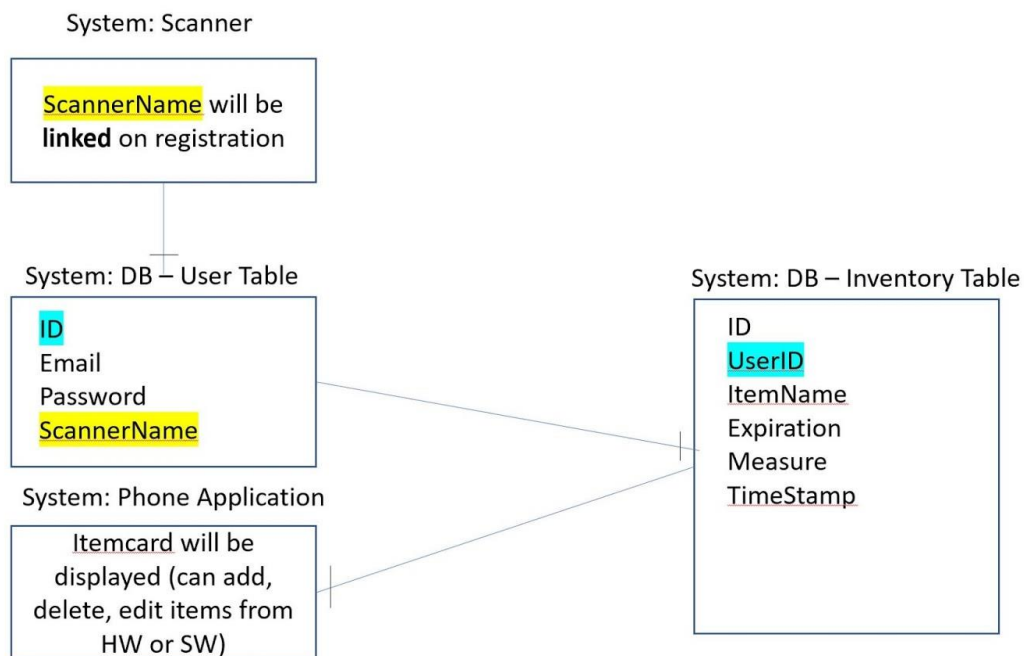 System: Scanner
ScannerName will be
linked on registration
System: DB – User Table
ID
Email
Password
ScannerName
System: Phone Application
Itemcard will be
displayed (can add,
delete, edit items from
HW or SW)
System: DB – Inventory Table
ID
UserID
ItemName
Expiration
Measure
TimeStamp